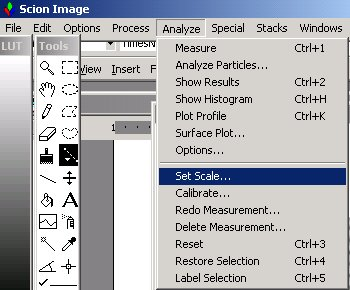 Scion Image
File Edit Options Process Analyze Special Stacks Windows
LUT
Tools
TimesN
View Insert F
1
A
Measure Ctrl+1
Analyze Particles...
Show Results Ctrl+2
Show Histogram Ctrl+H
Plot Profile Ctrl+K
Surface Plot...
Options...
Set Scale...
Calibrate...
Redo Measurement...
Delete Measurement...
Reset Ctrl+3
Restore Selection Ctrl+4
Label Selection Ctrl+5